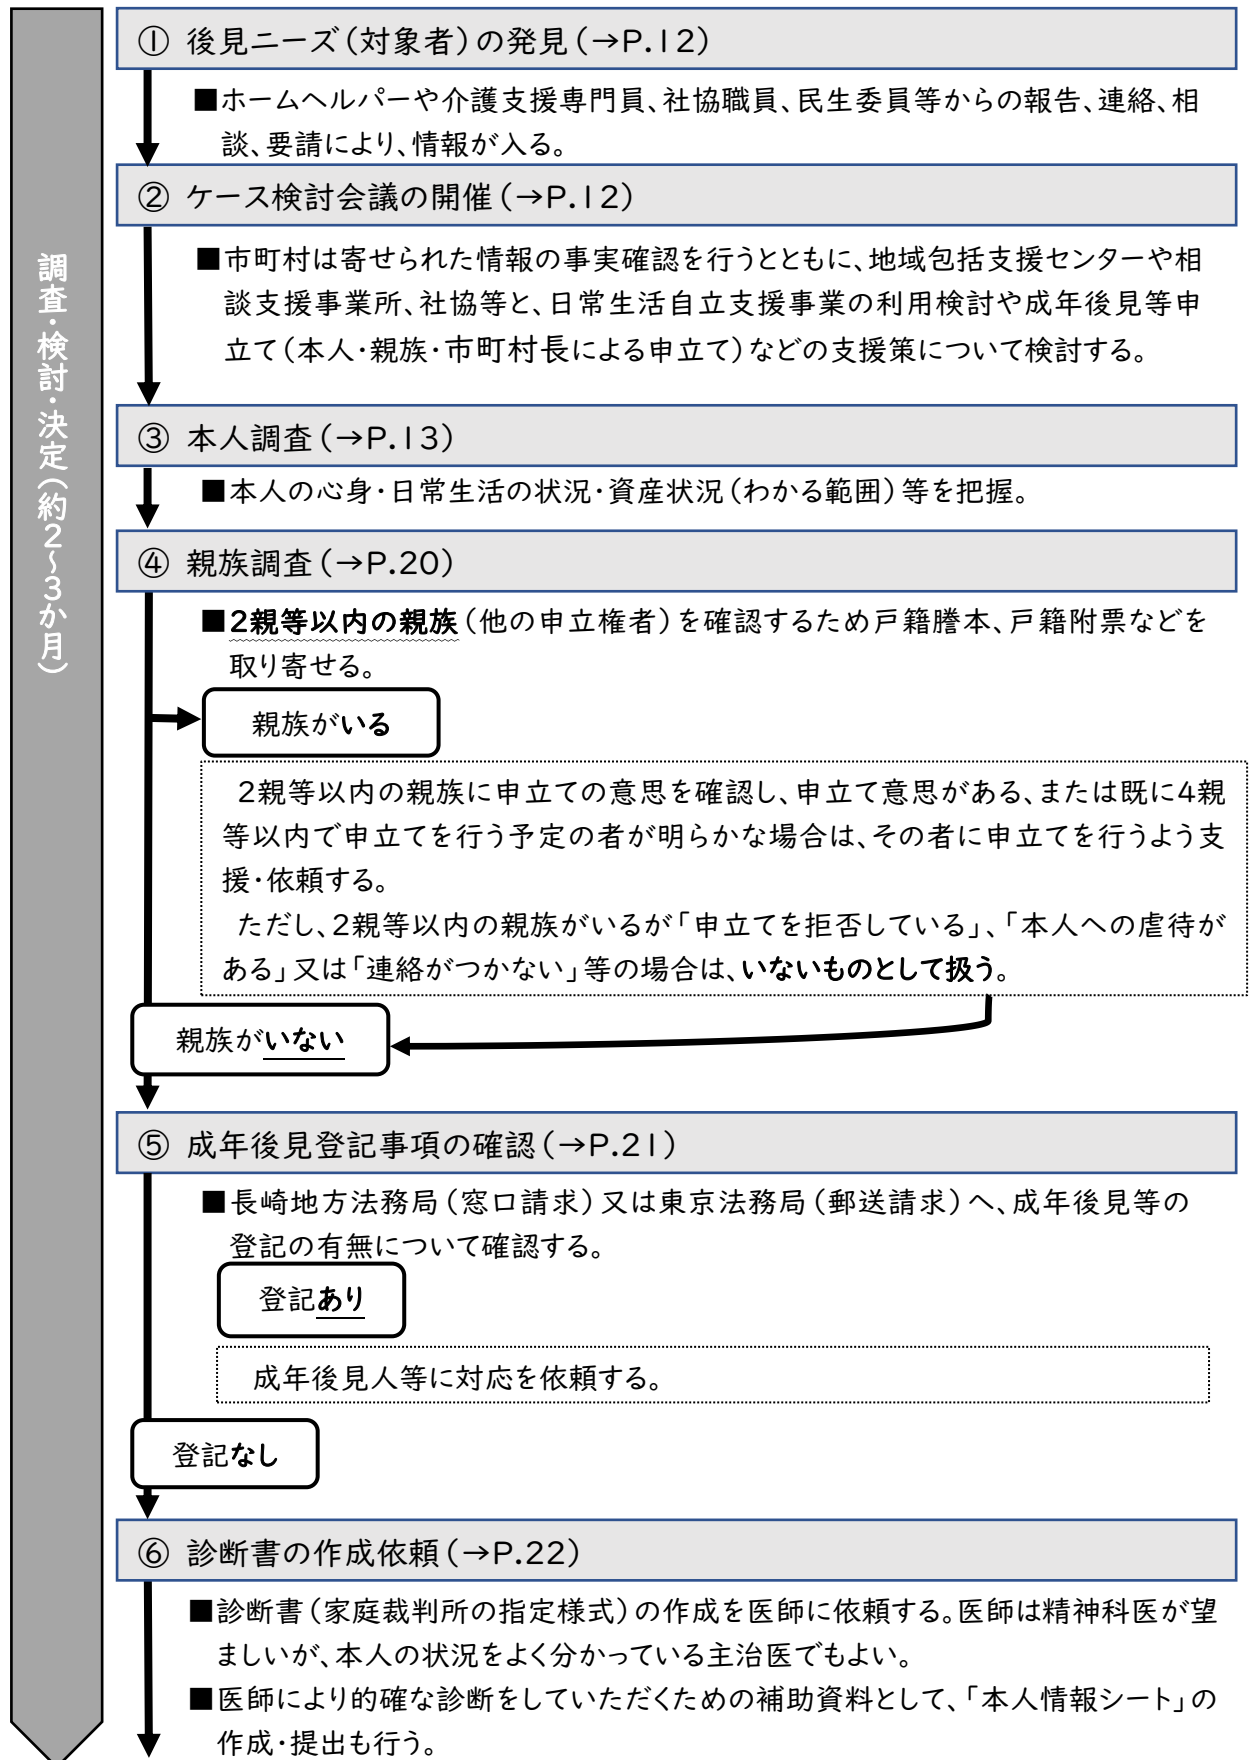 調査・検討・決定（約２～３か月）
① 後見ニーズ（対象者）の発見（→P.12）
■ホームヘルパーや介護支援専門員、社協職員、民生委員等からの報告、連絡、相
談、要請により、情報が入る。
② ケース検討会議の開催（→P.12）
■市町村は寄せられた情報の事実確認を行うとともに、地域包括支援センターや相
談支援事業所、社協等と、日常生活自立支援事業の利用検討や成年後見等申
立て（本人・親族・市町村長による申立て）などの支援策について検討する。
③ 本人調査（→P.13）
■本人の心身・日常生活の状況・資産状況（わかる範囲）等を把握。
④ 親族調査（→P.20）
■２親等以内の親族（他の申立権者）を確認するため戸籍謄本、戸籍附票などを
取り寄せる。
親族がいる
２親等以内の親族に申立ての意思を確認し、申立て意思がある、または既に４親
等以内で申立てを行う予定の者が明らかな場合は、その者に申立てを行うよう支
援・依頼する。
ただし、２親等以内の親族がいるが「申立てを拒否している」、「本人への虐待が
ある」又は「連絡がつかない」等の場合は、いないものとして扱う。
親族がいない
⑤ 成年後見登記事項の確認（→P.21）
■長崎地方法務局（窓口請求）又は東京法務局（郵送請求）へ、成年後見等の
登記の有無について確認する。
登記あり
成年後見人等に対応を依頼する。
登記なし
⑥ 診断書の作成依頼（→P.22）
■診断書（家庭裁判所の指定様式）の作成を医師に依頼する。医師は精神科医が望
ましいが、本人の状況をよく分かっている主治医でもよい。
■医師により的確な診断をしていただくための補助資料として、「本人情報シート」の
作成・提出も行う。